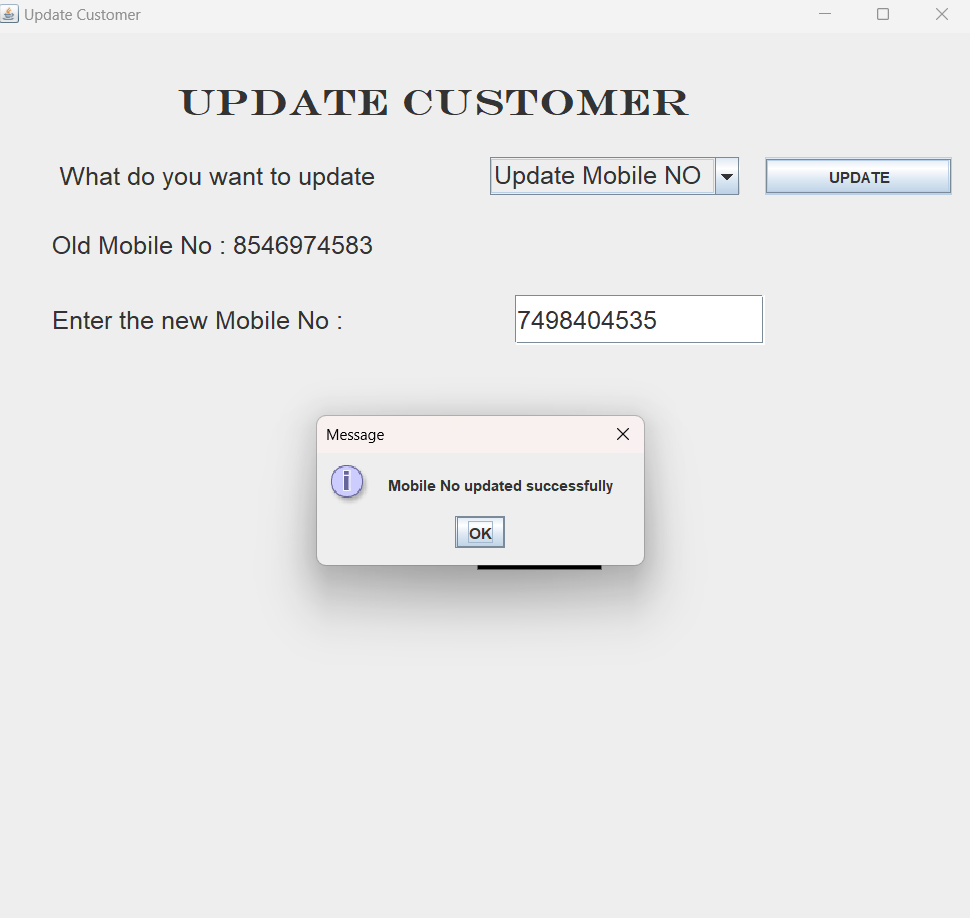 Update Customer
UPDATE CUSTOMER
What do you want to update
Update Mobile NO
UPDATE
Old Mobile No : 8546974583
Enter the new Mobile No :
7498404535
Message
i
Mobile No updated successfully
OK